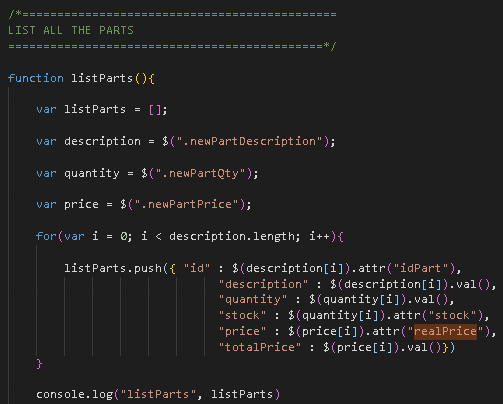 /*=============================================
LIST ALL THE PARTS
=============================================*/
function listParts(){
var listParts = [];
var description = $(".newPartDescription");
var quantity = $(".newPartQty");
var price = $(".newPartPrice");
for(var i = 0; i < description.length; i++){
listParts.push({ "id" : $(description[i]).attr("idPart"),
"description" : $(description[i]).val(),
"quantity" : $(quantity[i]).val(),
"stock" : $(quantity[i]).attr("stock"),
"price" : $(price[i]).attr("realPrice"),
"totalPrice" : $(price[i]).val()})
}
console.log("listParts", listParts)